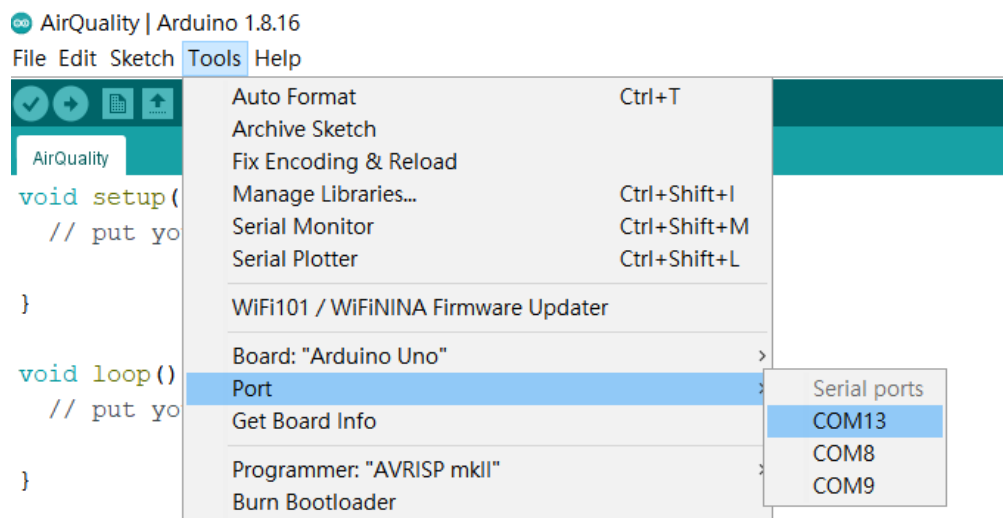 AirQuality | Arduino 1.8.16
File Edit Sketch Tools Help
Auto Format Ctrl+T
Archive Sketch
AirQuality
Fix Encoding & Reload
void setup(
Manage Libraries... Ctrl+Shift+I
// put yo
Serial Monitor Ctrl+Shift+M
Serial Plotter Ctrl+Shift+L
}
WiFi101 / WiFiNINA Firmware Updater
Board: "Arduino Uno" >
void loop()
Port >
Serial ports
// put yo
Get Board Info
COM13
COM8
COM9
}
Programmer: "AVRISP mkII" >
Burn Bootloader